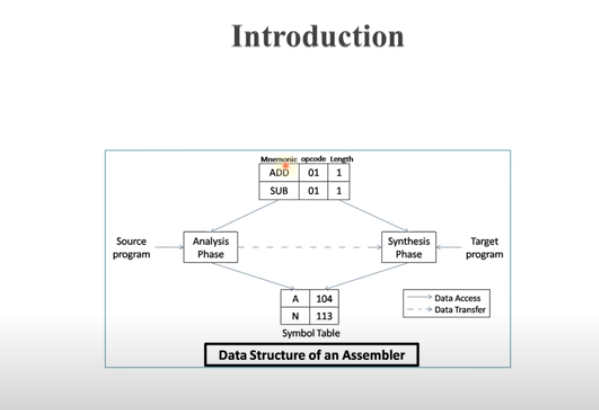 Introduction
Mnemonic opcode Length
ADD 01 1
SUB 01 1
Source program
Analysis Phase
Synthesis Phase
Target program
A 104
N 113
Symbol Table
Data Access
Data Transfer
Data Structure of an Assembler